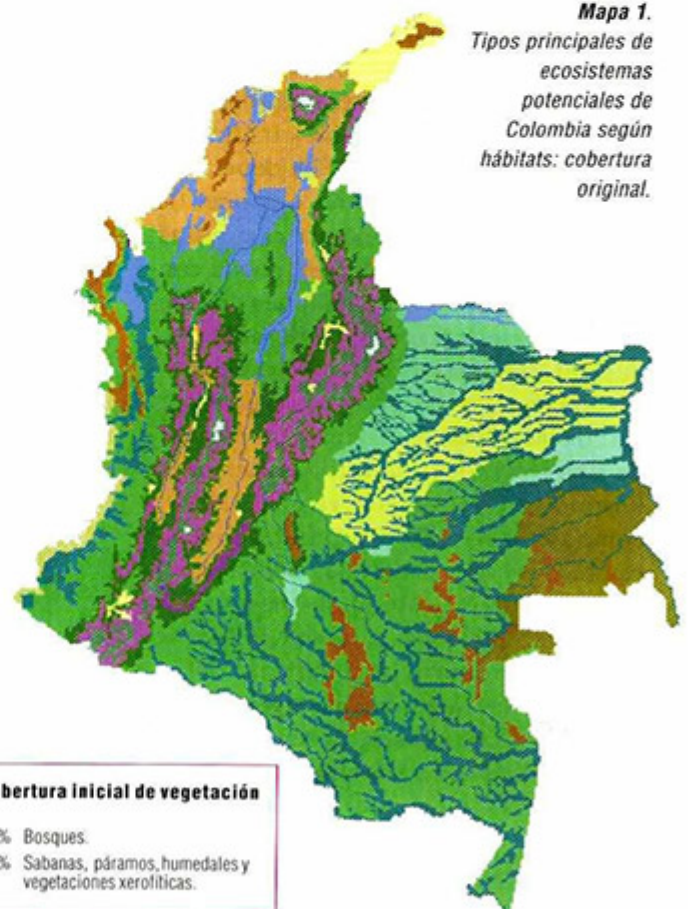 Mapa 1.
Tipos principales de
ecosistemas
potenciales de
Colombia según
hábitats: cobertura
original.
bertura inicial de vegetación
% Bosques.
% Sabanas, páramos, humedales y
vegetaciones xerofíticas.